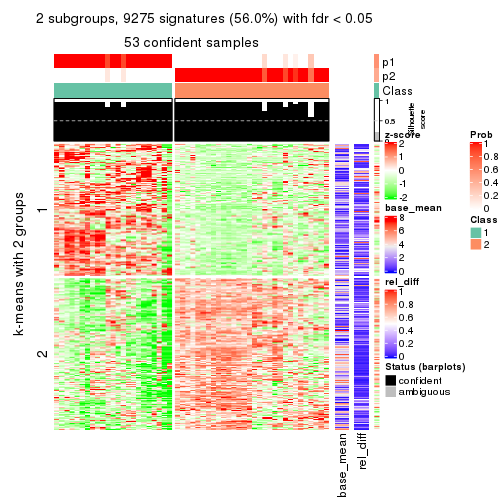 2 subgroups, 9275 signatures (56.0%) with fdr < 0.05
53 confident samples
p1
p2
Class
1
0.5
0
Silhouette
score
k-means with 2 groups
1
2
base_mean
rel_diff
z-score
2
1
0
-1
-2
base_mean
8
6
4
2
0
rel_diff
1
0.8
0.6
0.4
0.2
0
Status (barplots)
confident
ambiguous
Prob
1
0.8
0.6
0.4
0.2
0
Class
1
2